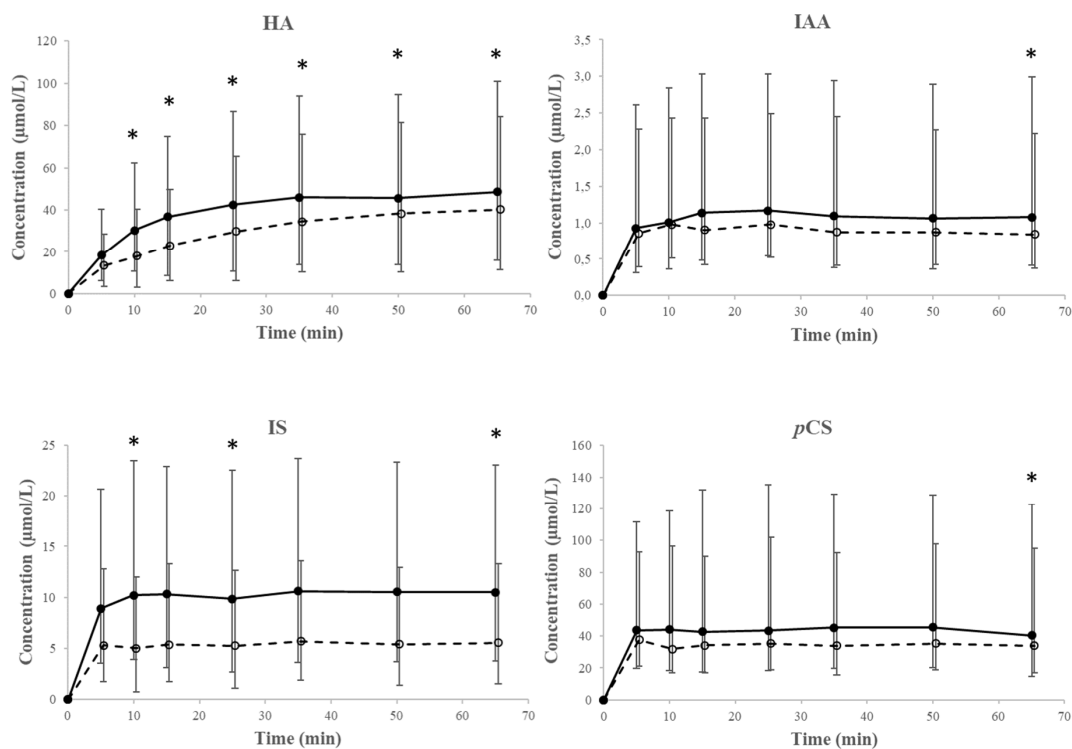 HA
120
100
80
60
40
20
0
Concentration (µmol/L)
* * * * * *
0 10 20 30 40 50 60 70
Time (min)
IAA
3,5
3,0
2,5
2,0
1,5
1,0
0,5
0,0
Concentration (µmol/L)
*
0 10 20 30 40 50 60 70
Time (min)
IS
25
20
15
10
5
0
Concentration (µmol/L)
* * *
0 10 20 30 40 50 60 70
Time (min)
pCS
160
140
120
100
80
60
40
20
0
Concentration (µmol/L)
*
0 10 20 30 40 50 60 70
Time (min)